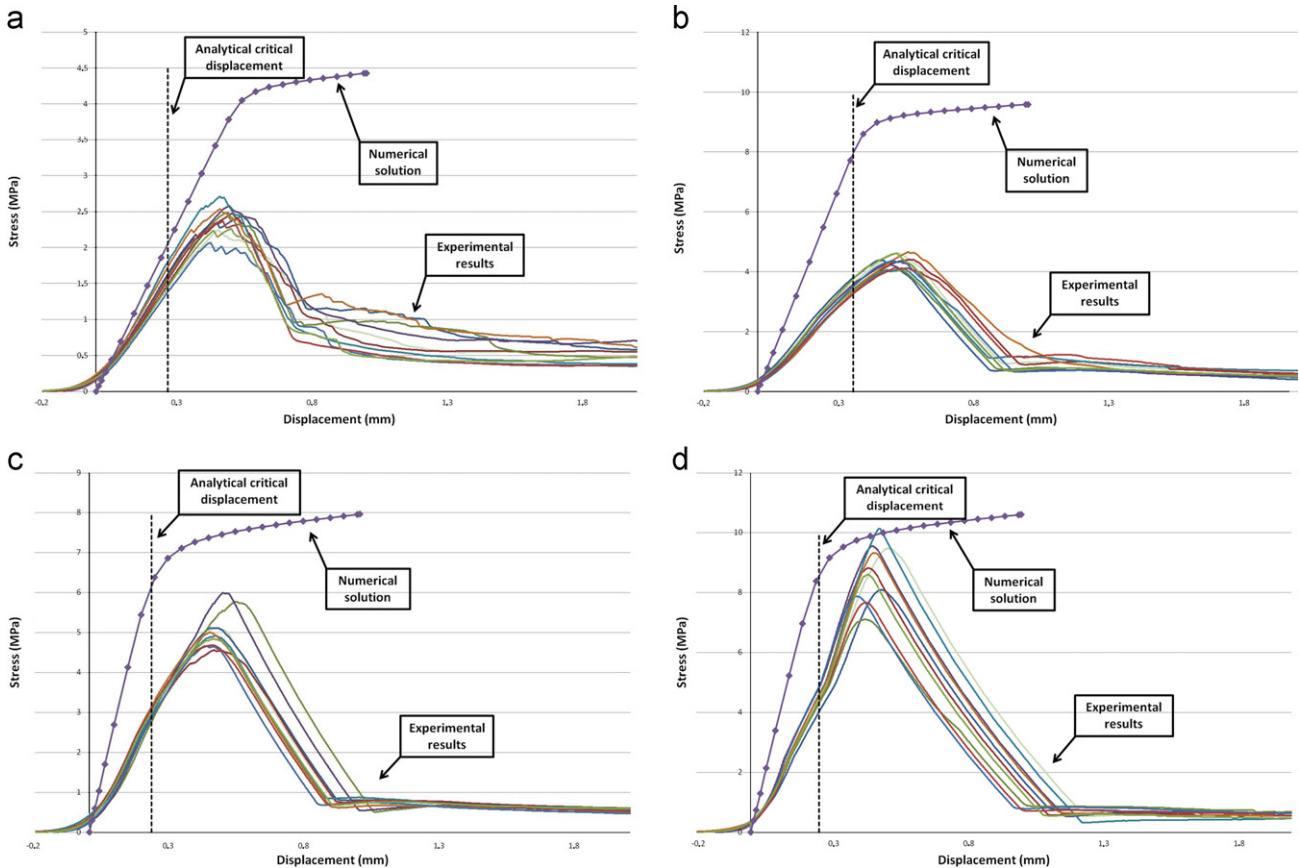 a
5
4,5
4
3,5
3
2,5
2
1,5
1
0,5
0
Stress (MPa)
Analytical critical
displacement
Numerical
solution
Experimental
results
-0,2 0,3 0,8 1,3 1,8
Displacement (mm)
b
12
10
8
6
4
2
0
Stress (MPa)
Analytical critical
displacement
Numerical
solution
Experimental
results
-0,2 0,3 0,8 1,3 1,8
Displacement (mm)
c
9
8
7
6
5
4
3
2
1
0
Stress (MPa)
Analytical critical
displacement
Numerical
solution
Experimental
results
-0,2 0,3 0,8 1,3 1,8
Displacement (mm)
d
12
10
8
6
4
2
0
Stress (MPa)
Analytical critical
displacement
Numerical
solution
Experimental
results
-0,2 0,3 0,8 1,3 1,8
Displacement (mm)